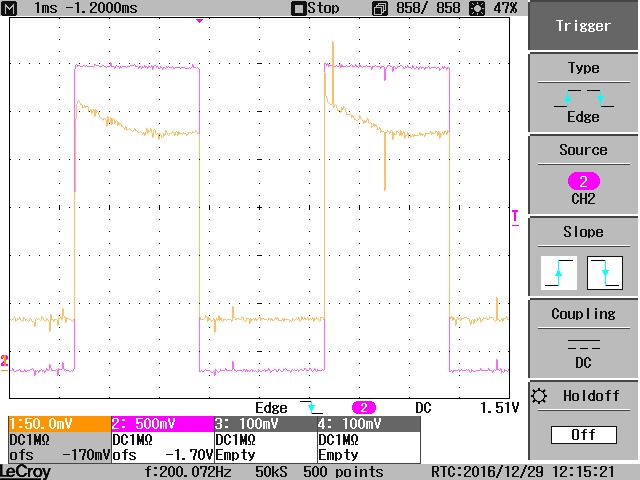 M 1ms -1.2000ms Stop 858/ 858 47%
Trigger
Type
Edge
Source
2
CH2
T
Slope
Coupling
DC
2
Edge 2 DC 1.51V
Holdoff
Off
1:50.0mV 2: 500mV 3: 100mV 4: 100mV
DC1MΩ DC1MΩ DC1MΩ DC1MΩ
ofs -170mV ofs -1.70V Empty Empty
LeCroy f:200.072Hz 50kS 500 points RTC:2016/12/29 12:15:21